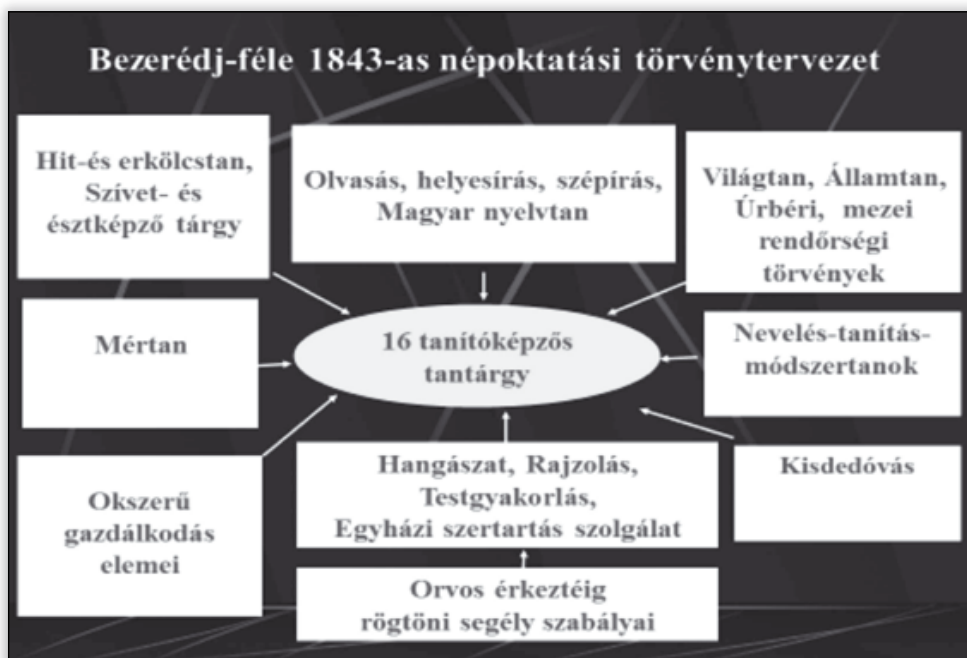 Bezerédj-féle 1843-as népoktatási törvénytervezet
Hit-és erkölcstan,
Szívet- és
észtképző tárgy
Olvasás, helyesírás, szépírás,
Magyar nyelvtan
Világtan, Államtan,
Úrbéri, mezei
rendőrségi
törvények
Mértan
16 tanítóképzős
tantárgy
Nevelés-tanítás-
módszertanok
Okszerű
gazdálkodás
elemei
Hangászat, Rajzolás,
Testgyakorlás,
Egyházi szertartás szolgálat
Kisdedóvás
Orvos érkeztéig
rögtöni segély szabályai